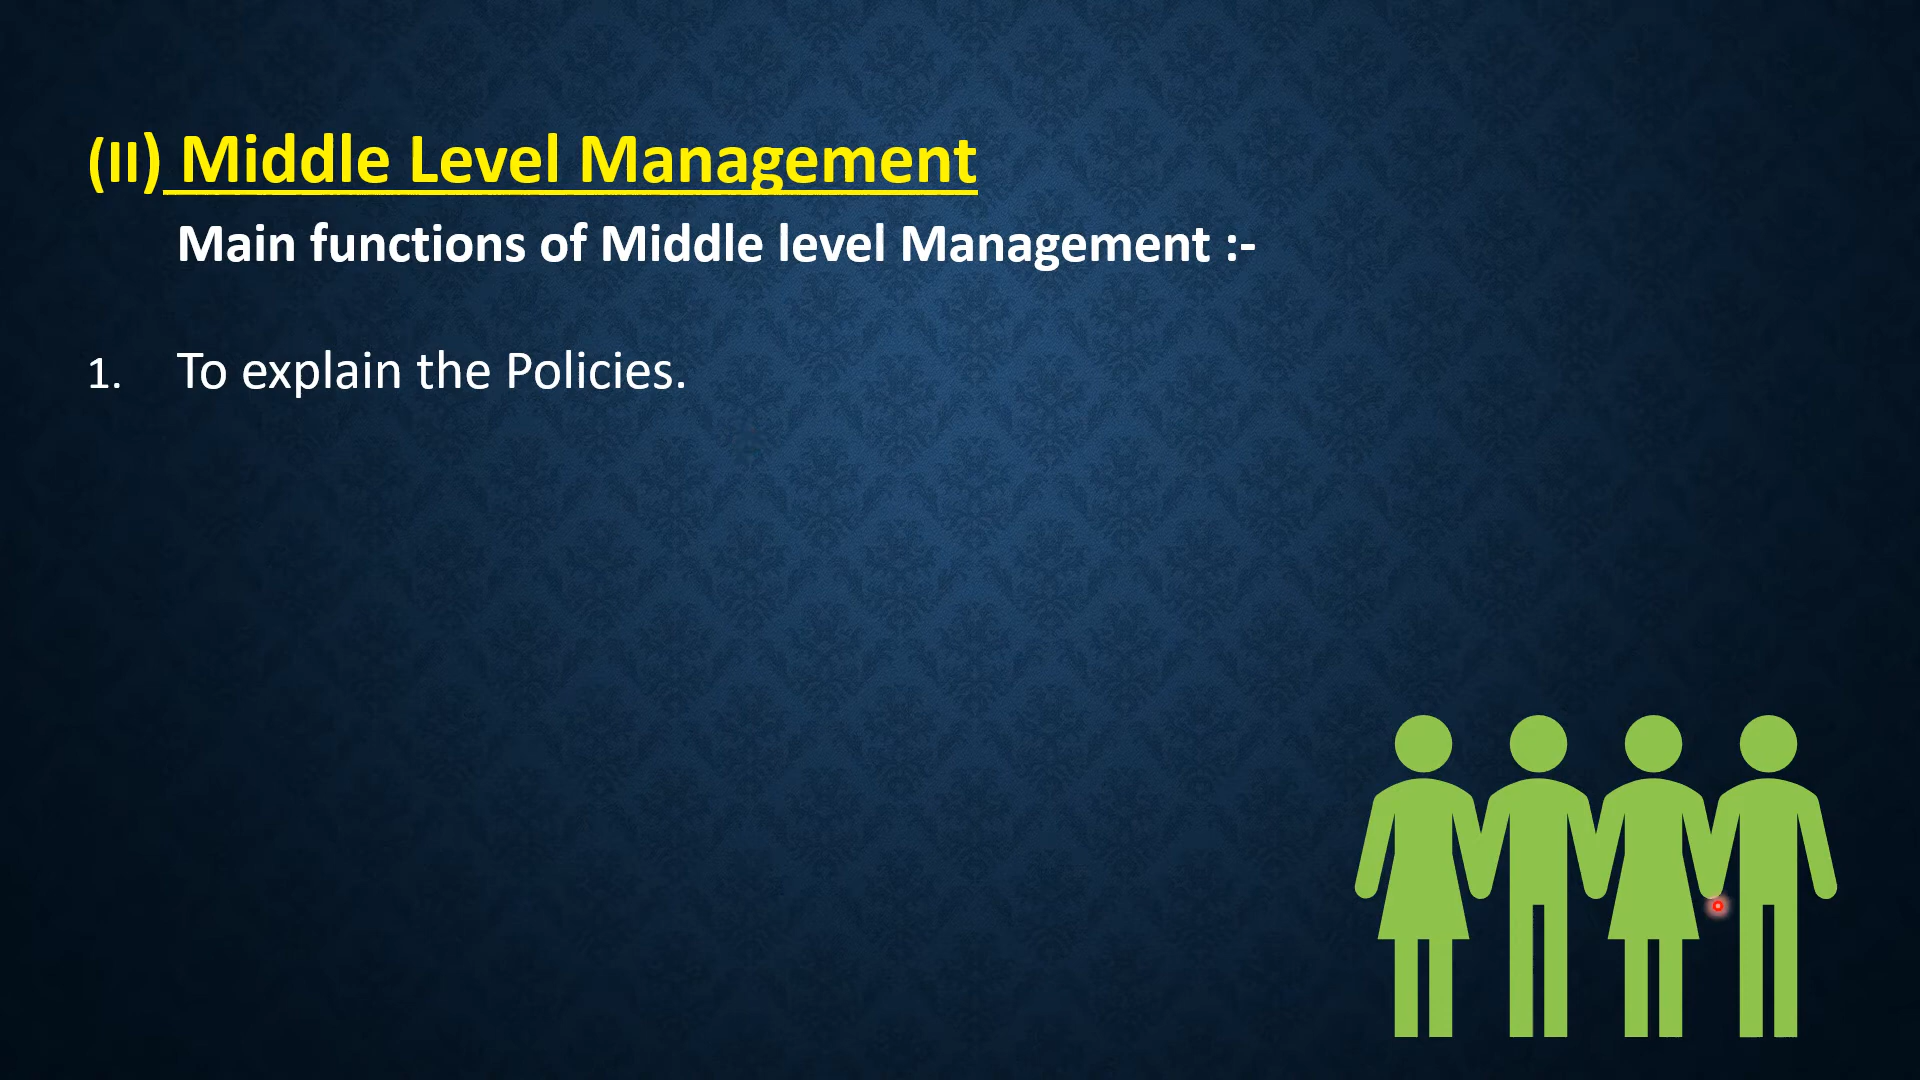 (II) Middle Level Management
Main functions of Middle level Management :-
1. To explain the Policies.